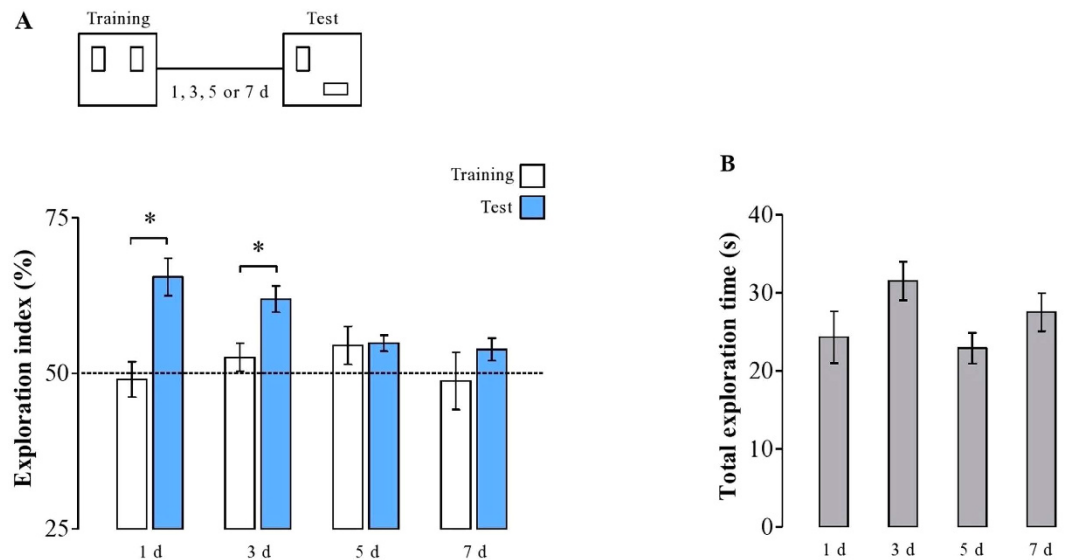 A
Training
Test
1, 3, 5 or 7 d
Training
Test
Exploration index (%)
75
50
25
*
*
1 d
3 d
5 d
7 d
B
Total exploration time (s)
40
30
20
10
0
1 d
3 d
5 d
7 d